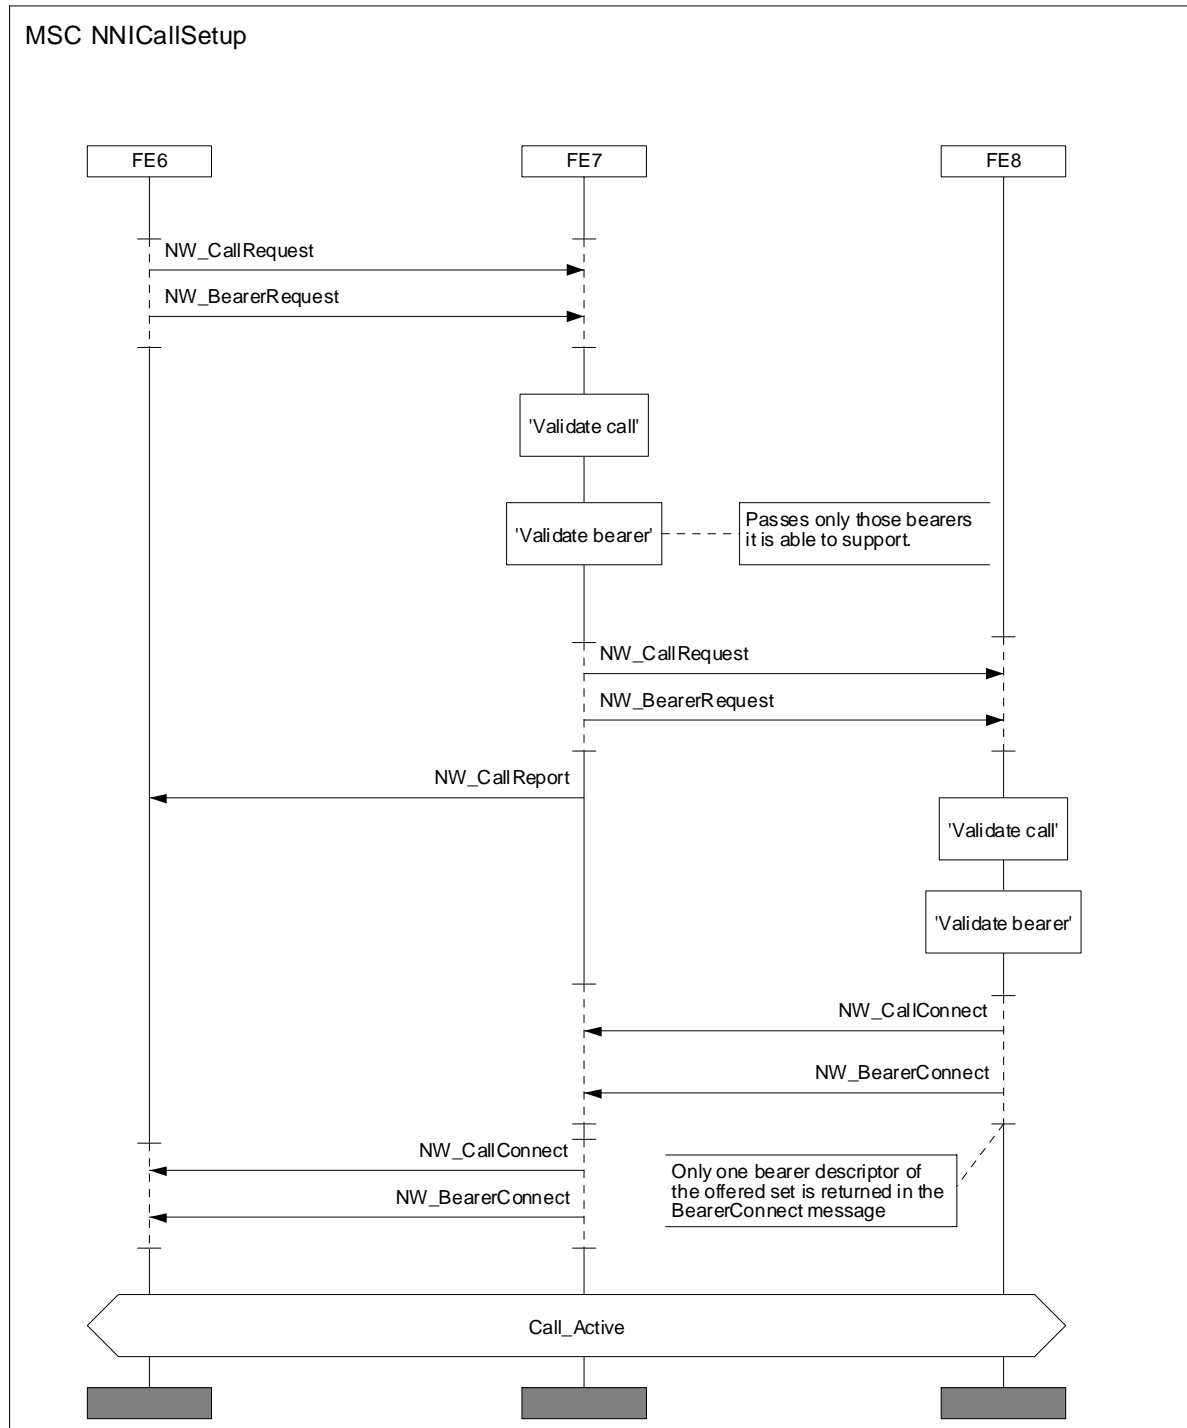 MSC NNICallSetup
FE6
FE7
FE8
NW_CallRequest
NW_BearerRequest
'Validate call'
'Validate bearer'
Passes only those bearers
it is able to support.
NW_CallRequest
NW_BearerRequest
NW_CallReport
'Validate call'
'Validate bearer'
NW_CallConnect
NW_BearerConnect
NW_CallConnect
NW_BearerConnect
Only one bearer descriptor of
the offered set is returned in the
BearerConnect message
Call_Active